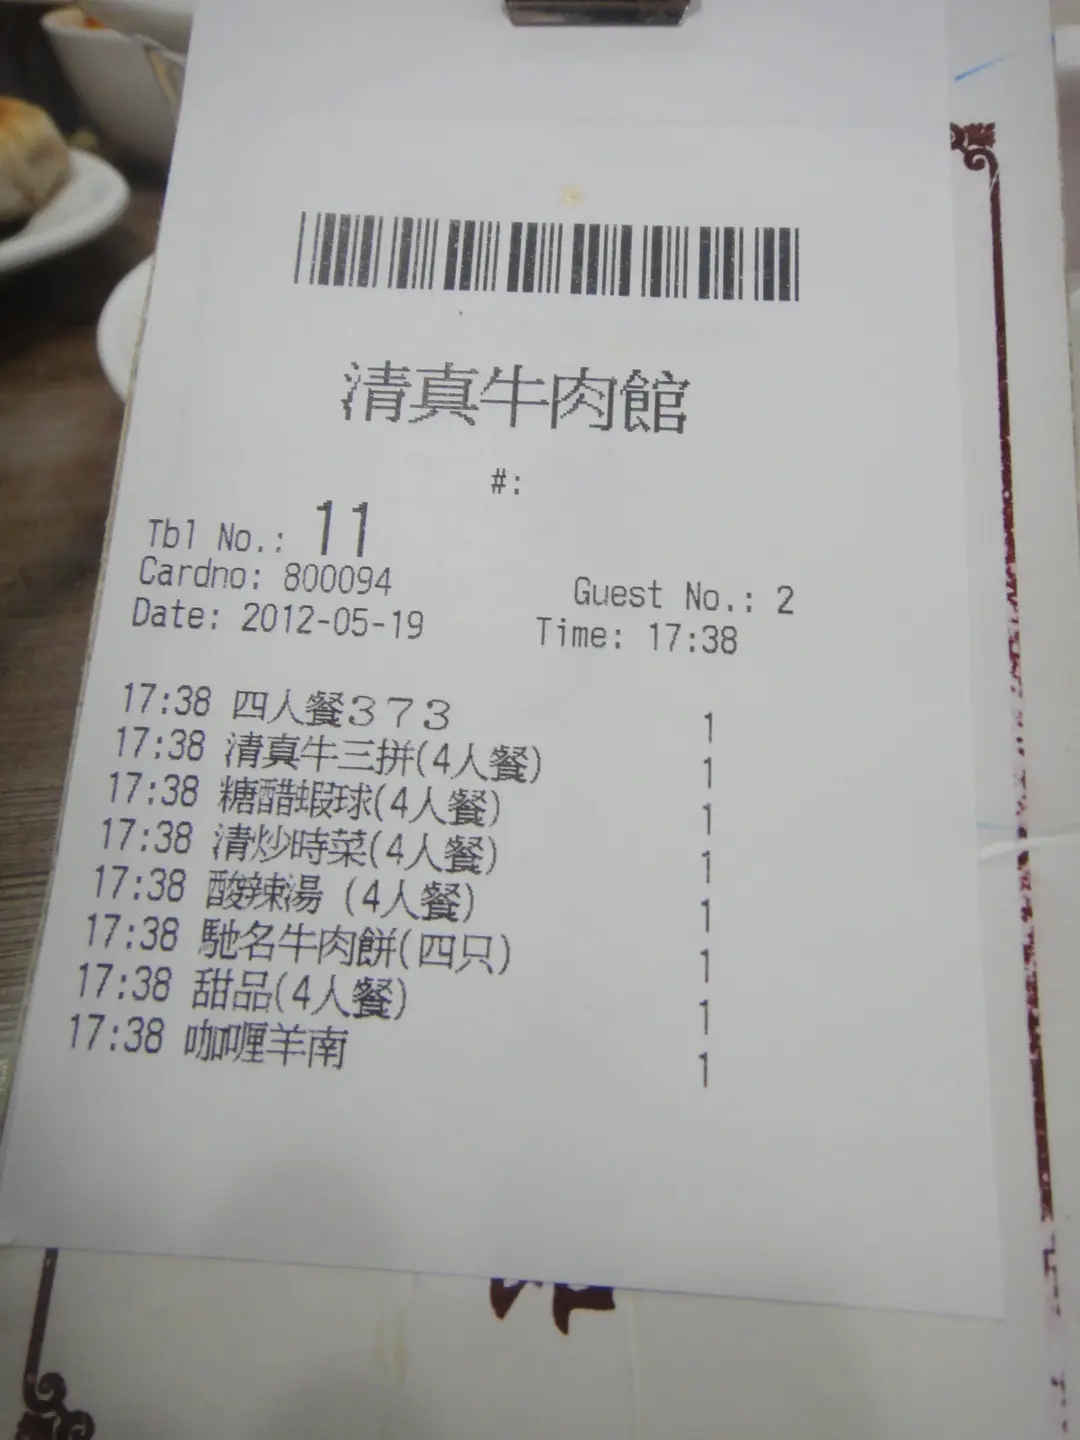 清真牛肉館
#:
Tbl No.: 11
Cardno: 800094 Guest No.: 2
Date: 2012-05-19 Time: 17:38
17:38 四人餐３７３ 1
17:38 清真牛三拼(4人餐) 1
17:38 糖醋蝦球(4人餐) 1
17:38 清炒時菜(4人餐) 1
17:38 酸辣湯 (4人餐) 1
17:38 馳名牛肉餅(四只) 1
17:38 甜品(4人餐) 1
17:38 咖喱羊南 1